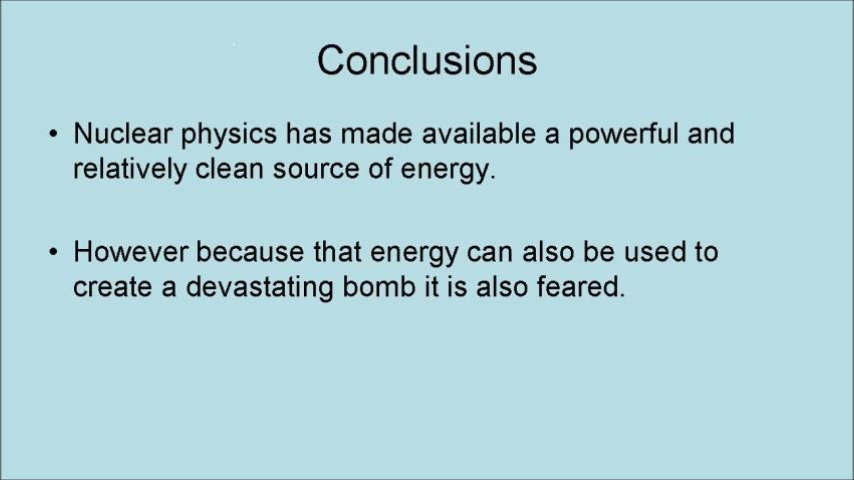 Conclusions
• Nuclear physics has made available a powerful and
relatively clean source of energy.
• However because that energy can also be used to
create a devastating bomb it is also feared.